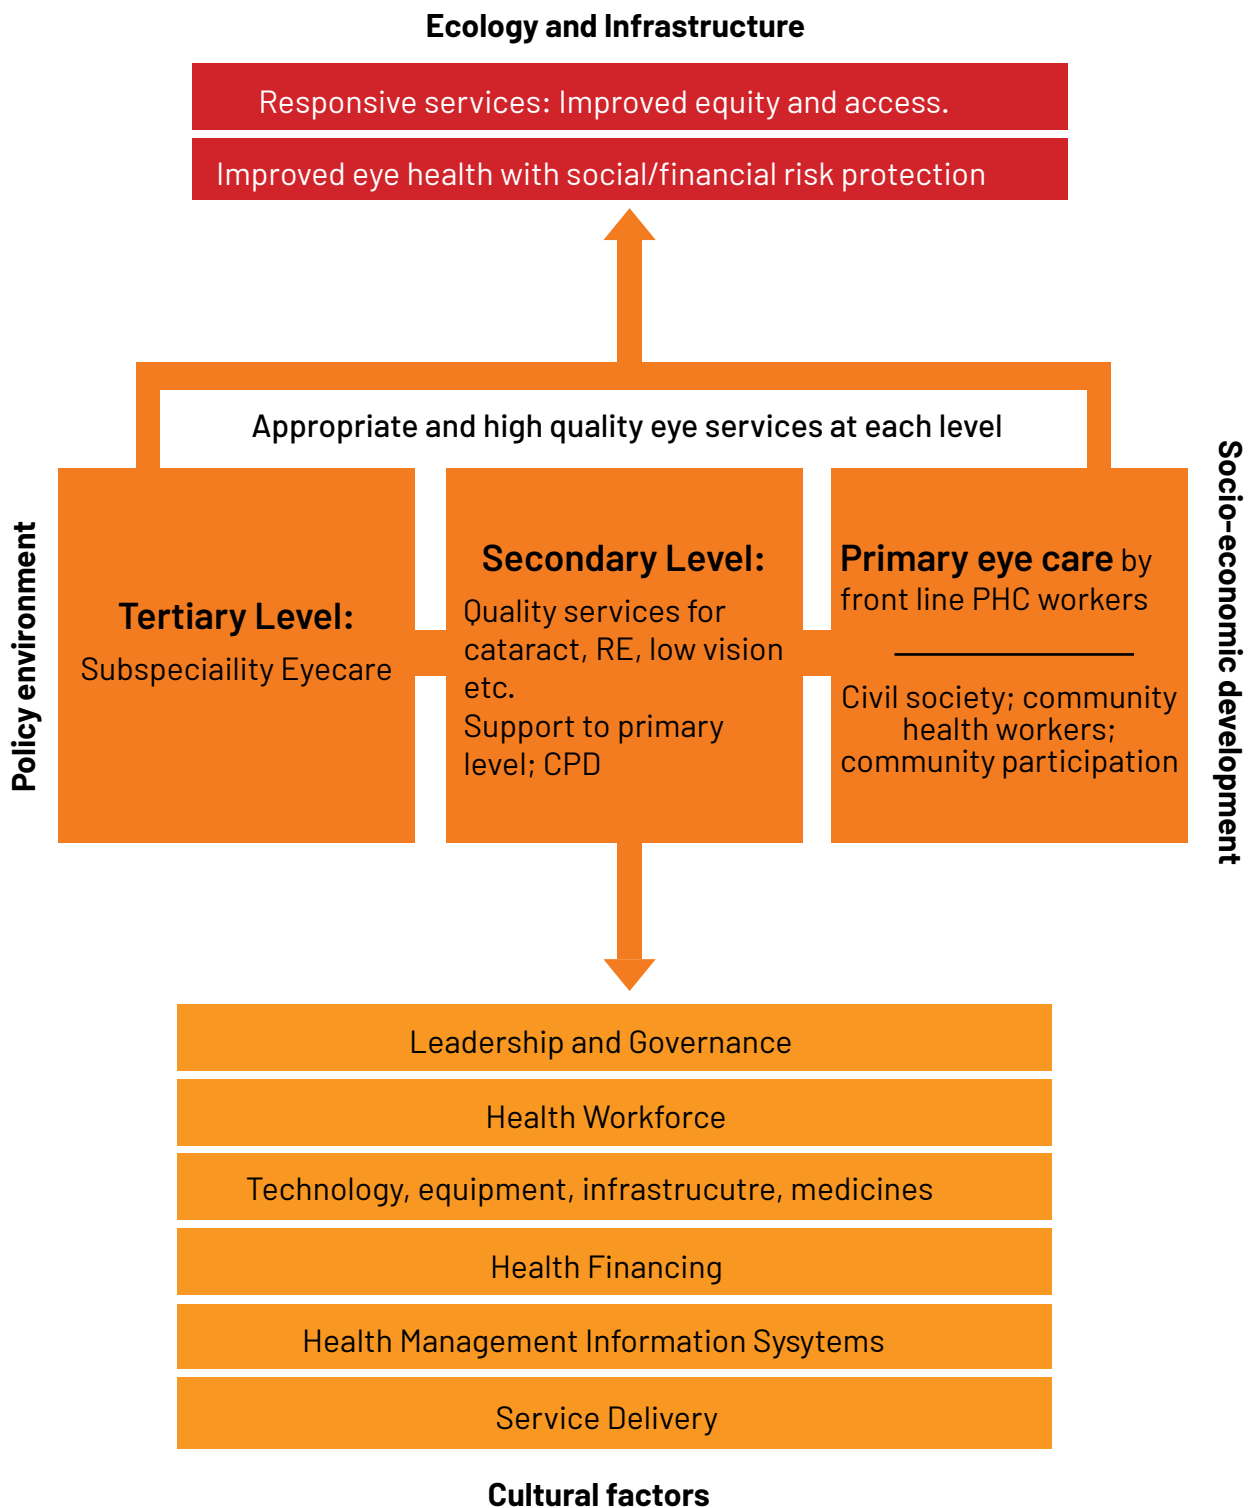 Ecology and Infrastructure
Responsive services: Improved equity and access.
Improved eye health with social/financial risk protection
Appropriate and high quality eye services at each level
Policy environment
Tertiary Level:
Subspeciaility Eyecare
Secondary Level:
Quality services for
cataract, RE, low vision
etc.
Support to primary
level; CPD
Primary eye care by
front line PHC workers
Civil society; community
health workers;
community participation
Socio-economic development
Leadership and Governance
Health Workforce
Technology, equipment, infrastrucutre, medicines
Health Financing
Health Management Information Sysytems
Service Delivery
Cultural factors